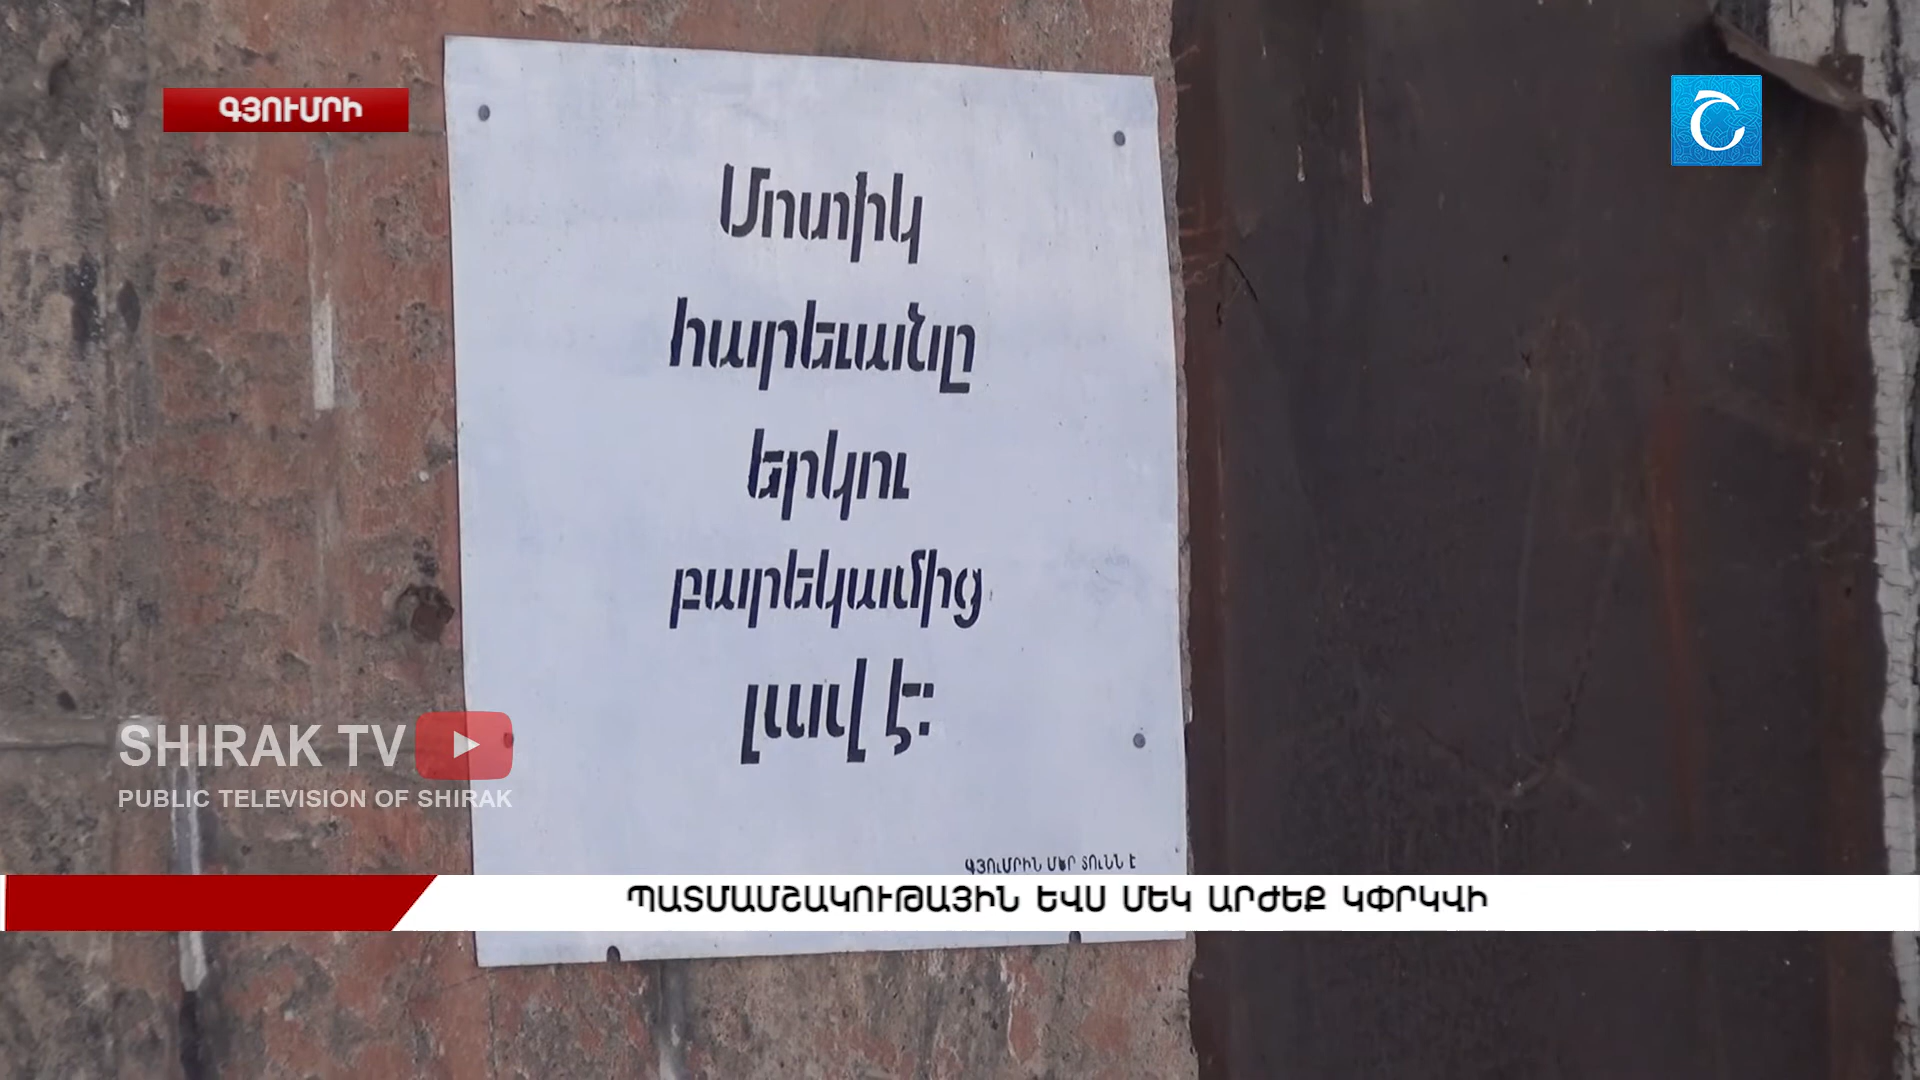 ԳՅՈՒՄՐԻ
Մոտիկ
հարեւանը
երկու
բարեկամից
լավ է։
ԳՅՈւՄՐԻՆ ՄԵՐ ՏՈւՆՆ Է
SHIRAK TV
PUBLIC TELEVISION OF SHIRAK
ՊԱՏՄԱՄՇԱԿՈՒԹԱՅԻՆ ԵՎՍ ՄԵԿ ԱՐԺԵՔ ԿՓՐԿՎԻ